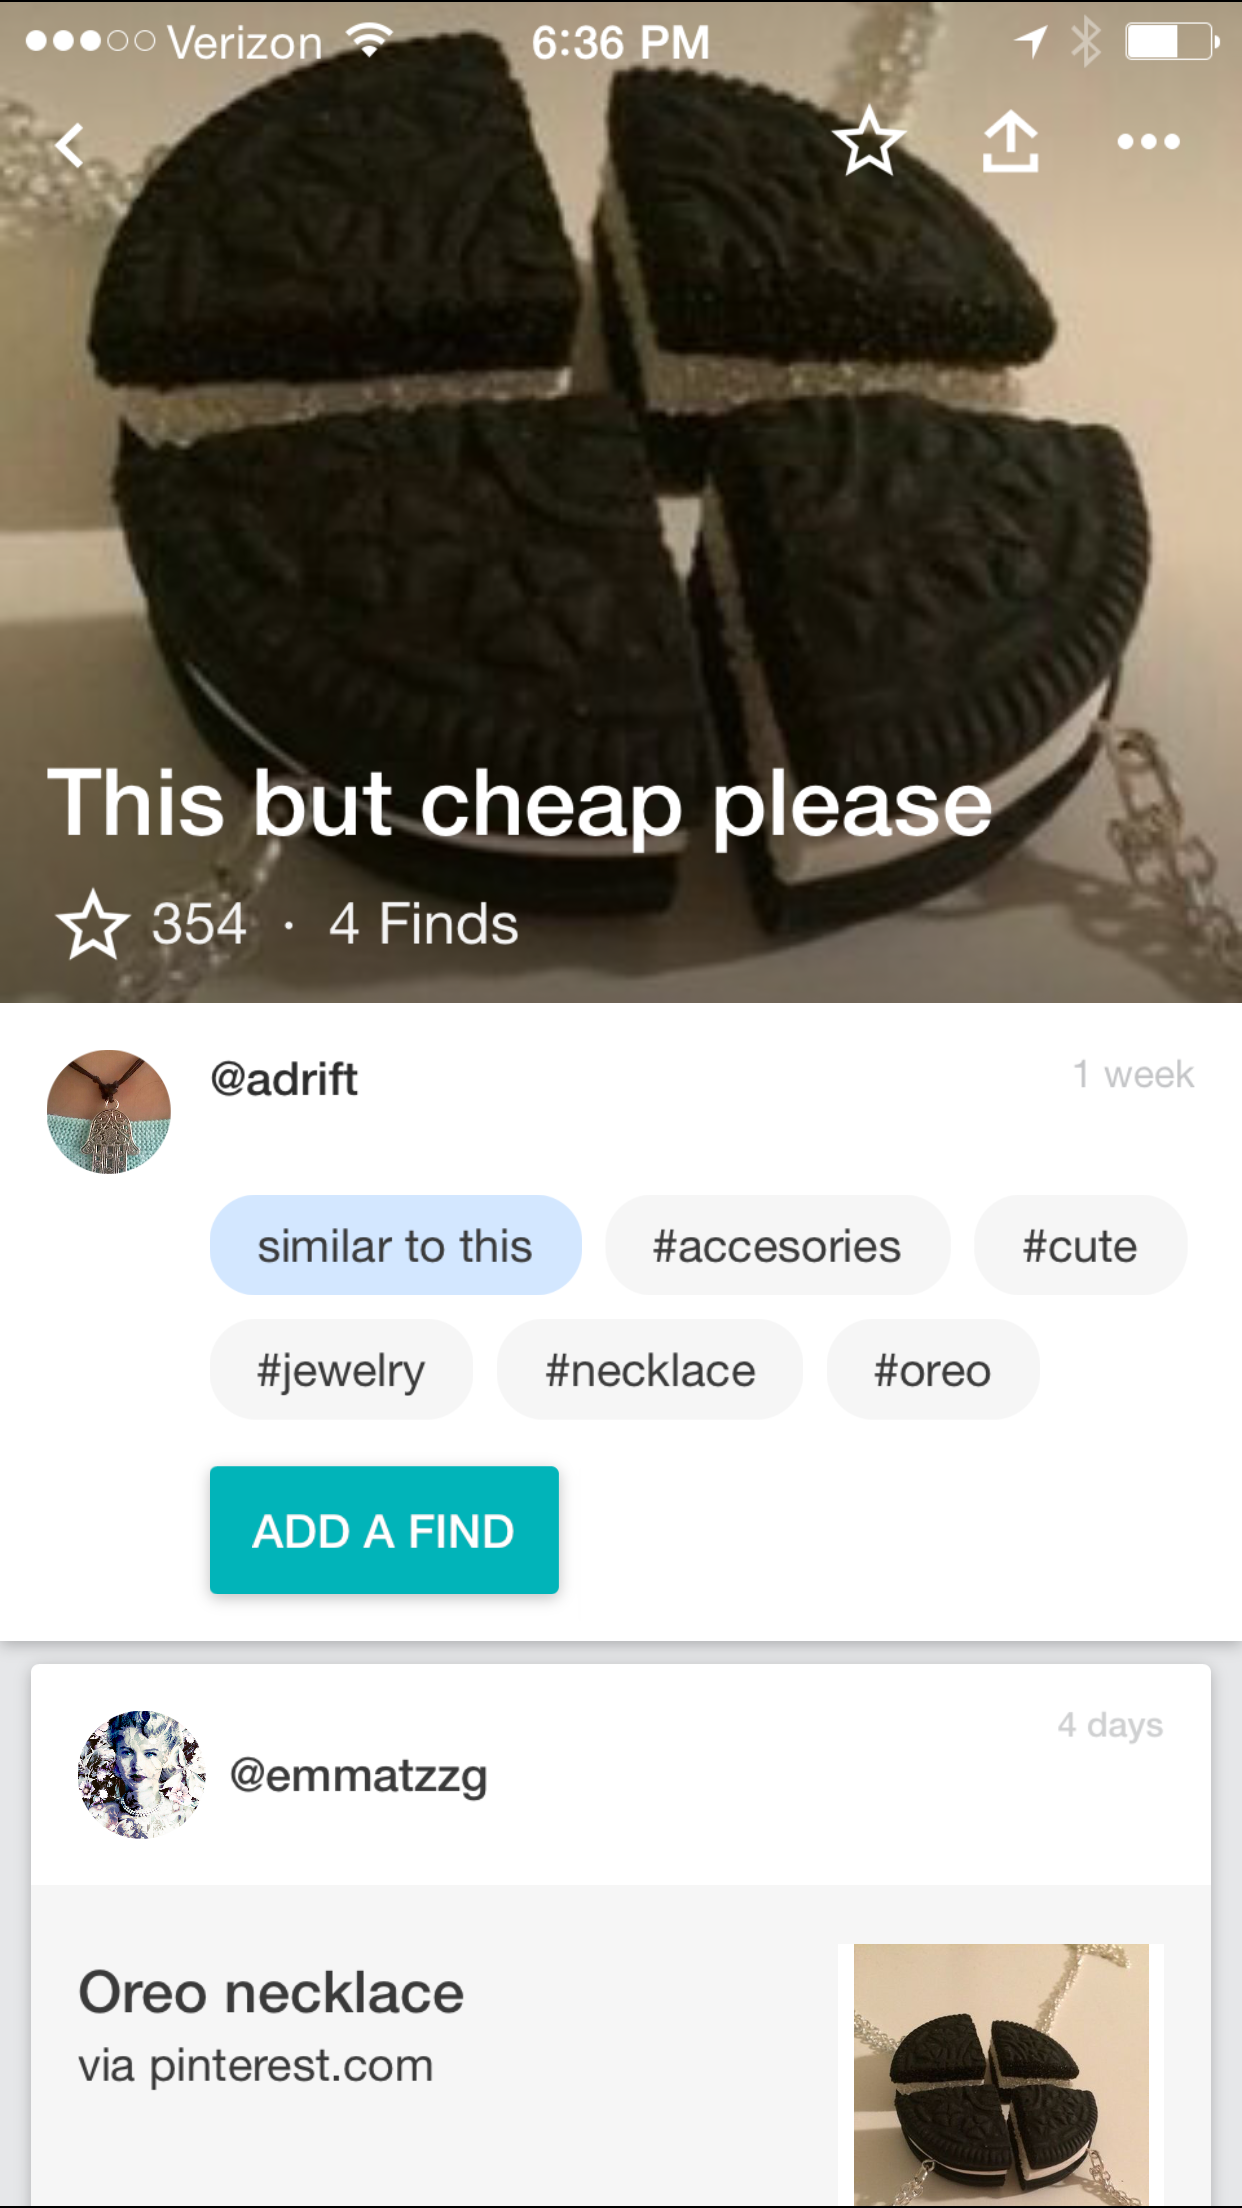 Verizon 6:36 PM
This but cheap please
354 · 4 Finds
@adrift 1 week
similar to this #accesories #cute
#jewelry #necklace #oreo
ADD A FIND
4 days
@emmatzzg
Oreo necklace
via pinterest.com